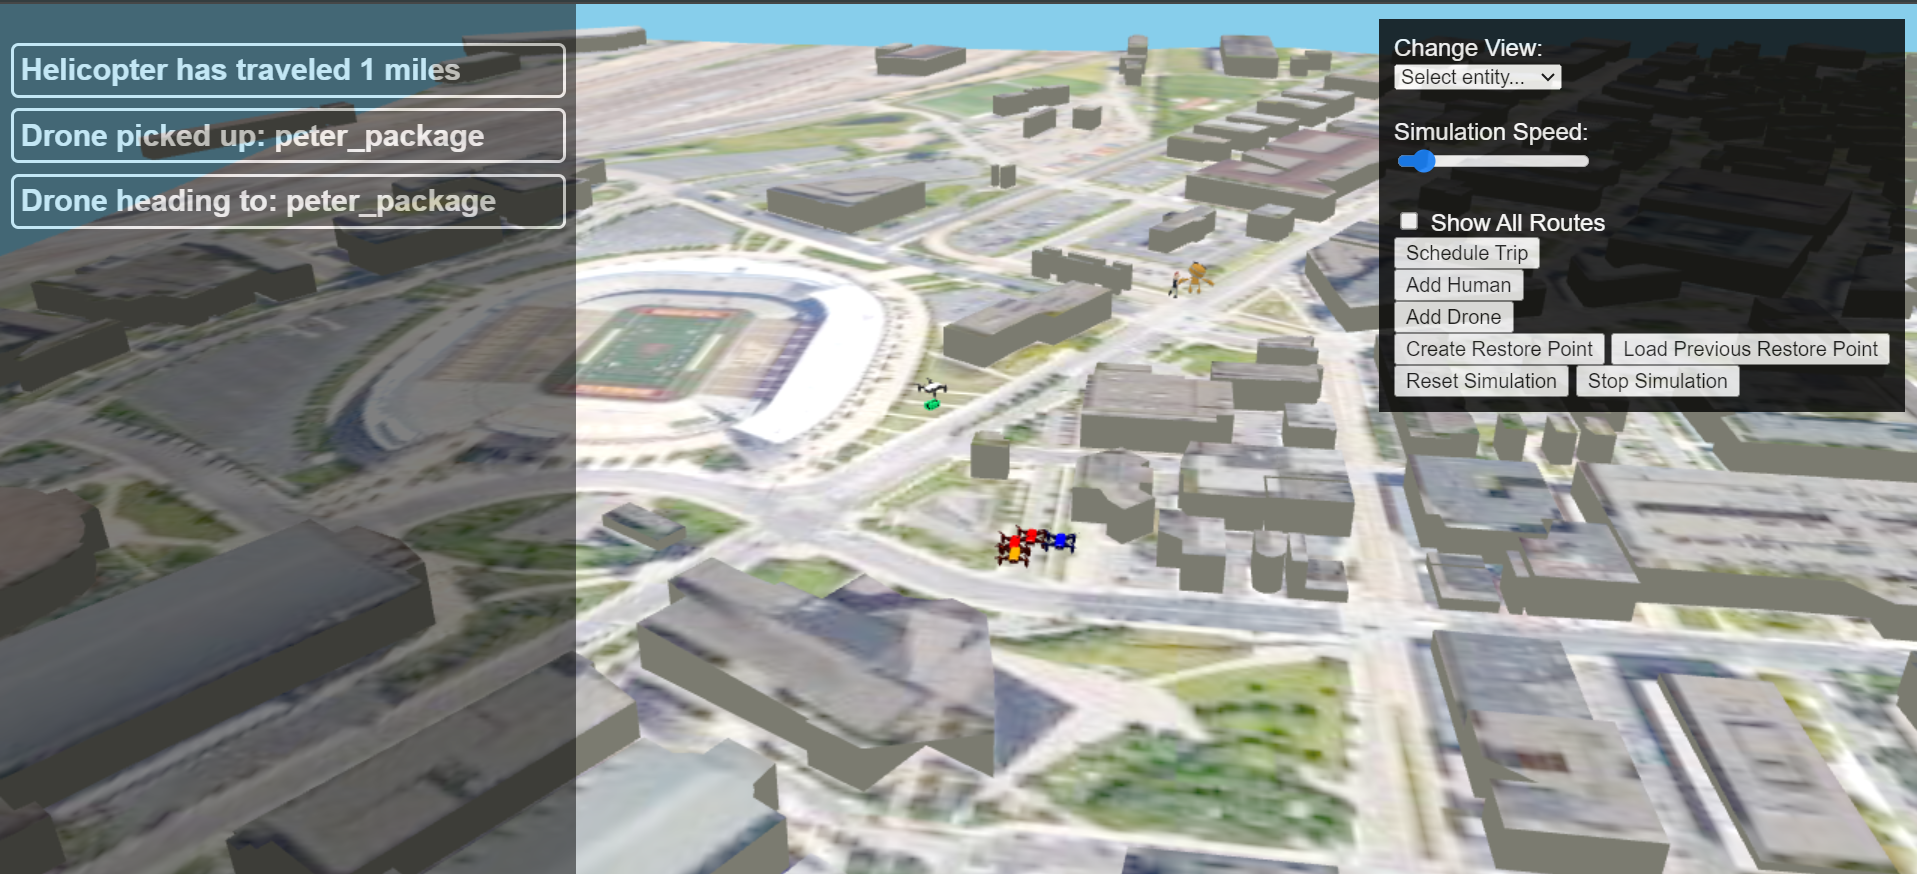 Helicopter has traveled 1 miles
Drone picked up: peter_package
Drone heading to: peter_package
Change View:
Select entity...
Simulation Speed:
Show All Routes
Schedule Trip
Add Human
Add Drone
Create Restore Point Load Previous Restore Point
Reset Simulation Stop Simulation